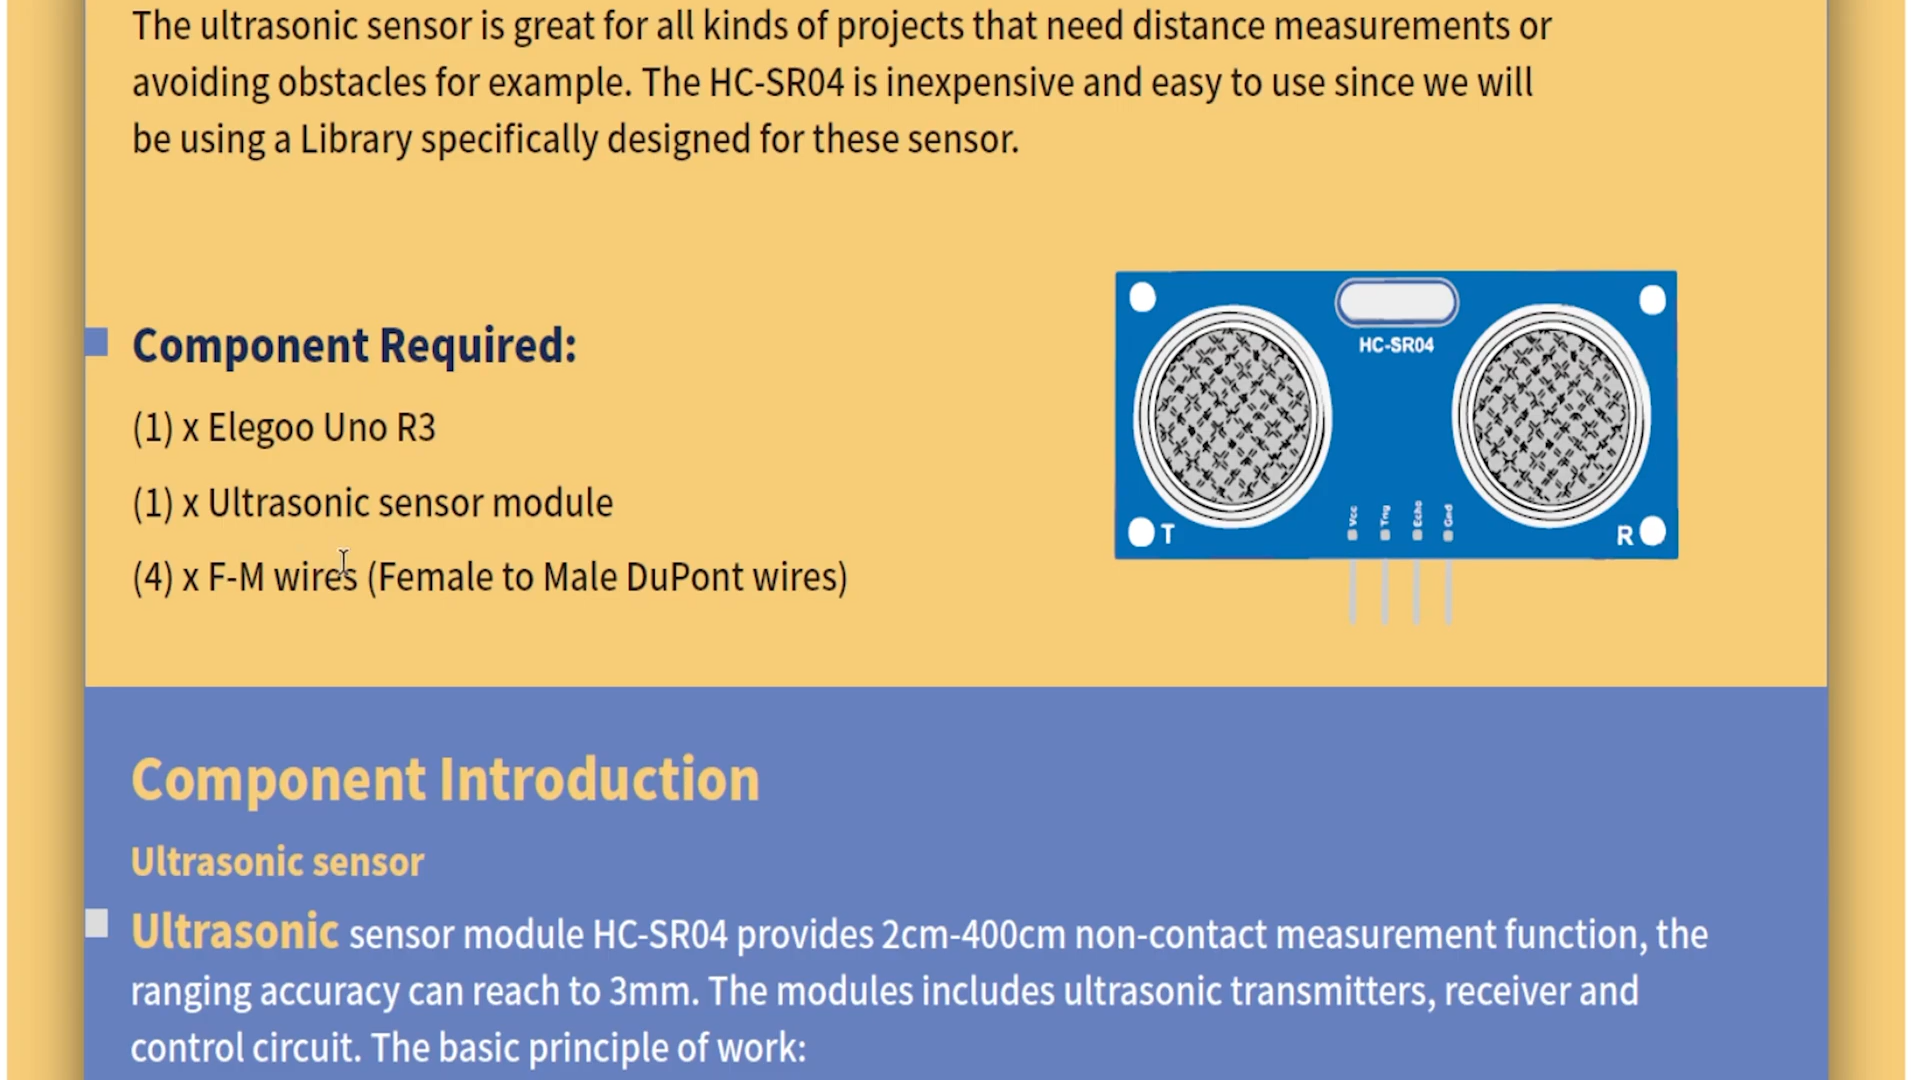 The ultrasonic sensor is great for all kinds of projects that need distance measurements or
avoiding obstacles for example. The HC-SR04 is inexpensive and easy to use since we will
be using a Library specifically designed for these sensor.
Component Required:
(1) x Elegoo Uno R3
(1) x Ultrasonic sensor module
(4) x F-M wires (Female to Male DuPont wires)
HC-SR04
Vcc
Trig
Echo
Gnd
T
R
Component Introduction
Ultrasonic sensor
Ultrasonic sensor module HC-SR04 provides 2cm-400cm non-contact measurement function, the
ranging accuracy can reach to 3mm. The modules includes ultrasonic transmitters, receiver and
control circuit. The basic principle of work: